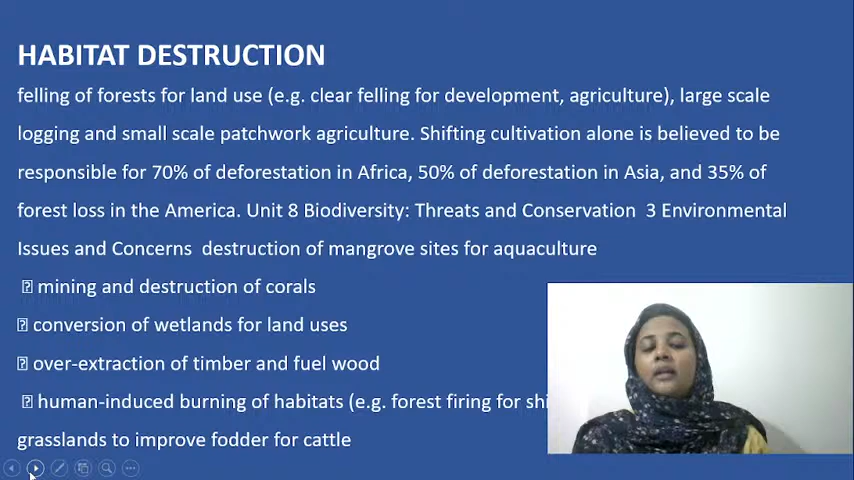 HABITAT DESTRUCTION
felling of forests for land use (e.g. clear felling for development, agriculture), large scale
logging and small scale patchwork agriculture. Shifting cultivation alone is believed to be
responsible for 70% of deforestation in Africa, 50% of deforestation in Asia, and 35% of
forest loss in the America. Unit 8 Biodiversity: Threats and Conservation 3 Environmental
Issues and Concerns destruction of mangrove sites for aquaculture
mining and destruction of corals
conversion of wetlands for land uses
over-extraction of timber and fuel wood
human-induced burning of habitats (e.g. forest firing for
grasslands to improve fodder for cattle